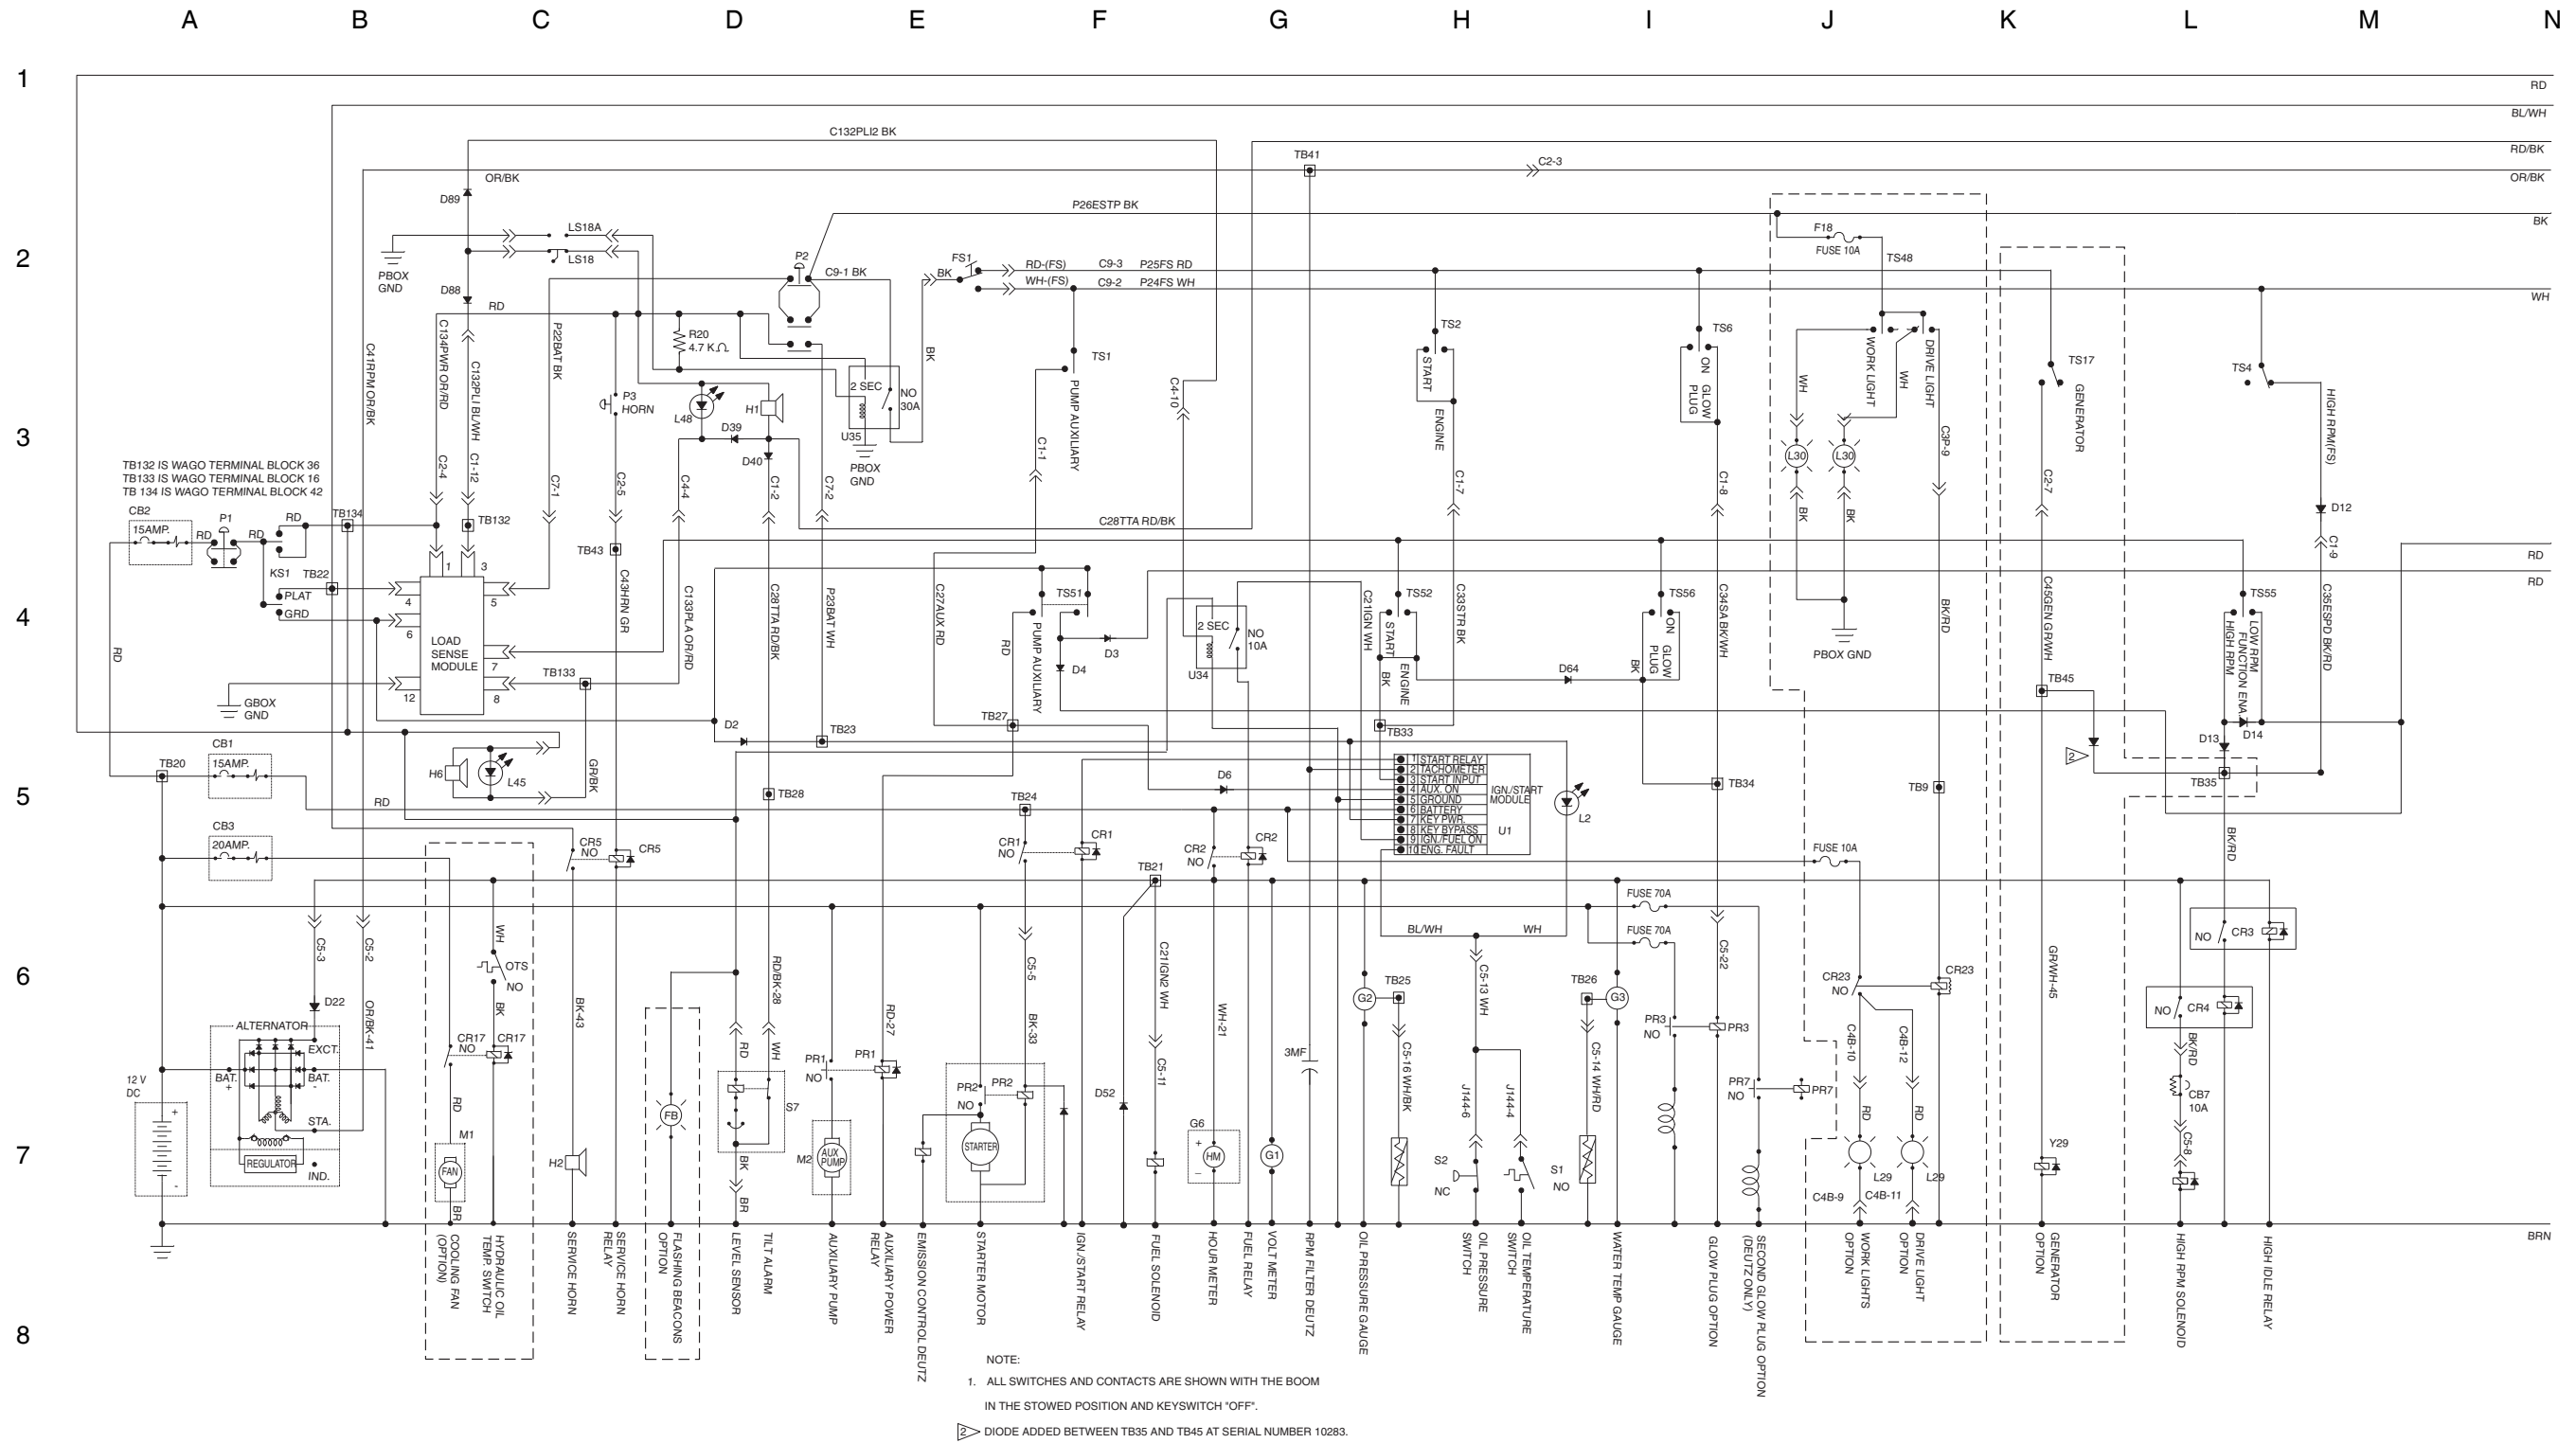 A B C D E F G H I J K L M N
1
2
3
4
5
6
7
8
RD
BL/WH
RD/BK
OR/BK
BK
WH
RD
RD
BRN
C132PLI2 BK
TB41
C2-3
OR/BK
D89
P26ESTP BK
LS18A
LS18
PBOX
GND
D88
RD
P2
C9-1 BK
BK
FS1
RD-(FS) C9-3 P25FS RD
WH-(FS) C9-2 P24FS WH
F18
FUSE 10A
TS48
C41RPM OR/BK
C134PWR OR/RD
C132PLI BL/WH
P22BAT BK
R20
4.7 KΩ
BK
TS1
PUMP AUXILIARY
TS2
START
ENGINE
TS6
ON
GLOW
PLUG
WORK LIGHT
DRIVE LIGHT
WH
WH
TS17
GENERATOR
TS4
HIGH RPM(FS)
P3
HORN
L48
H1
D39
D40
2 SEC
NO
30A
U35
PBOX
GND
C4-10
C1-1
C2-4
C1-12
C7-1
C2-5
C4-4
C1-2
C7-2
C1-7
C1-8
L30
L30
BK
BK
C3P-9
C2-7
D12
C1-9
TB132 IS WAGO TERMINAL BLOCK 36
TB133 IS WAGO TERMINAL BLOCK 16
TB 134 IS WAGO TERMINAL BLOCK 42
CB2
15AMP.
RD
P1
RD
RD
TB134
TB132
TB43
C28TTA RD/BK
KS1
TB22
PLAT
GRD
1
3
4
5
6
7
8
12
LOAD
SENSE
MODULE
TB133
GBOX
GND
RD
C43HRN GR
C133PLA OR/RD
C28TTA RD/BK
P23BAT WH
C27AUX RD
RD
TS51
PUMP AUXILIARY
D3
D4
2 SEC
NO
10A
U34
C21IGN WH
TS52
START
BK
ENGINE
C33STR BK
D64
TS56
ON
GLOW
PLUG
BK
C34SA BK/WH
PBOX GND
BK/RD
C45GEN GR/WH
TB45
TS55
LOW RPM
FUNCTION ENA.
HIGH RPM
C35ESPD BK/RD
D2
TB23
TB27
TB33
D13
D14
2
TB35
CB1
15AMP.
TB20
H6
L45
GR/BK
RD
TB28
D6
TB24
1 START RELAY
2 TACHOMETER
3 START INPUT
4 AUX. ON
5 GROUND
6 BATTERY
7 KEY PWR.
8 KEY BYPASS
9 IGN./FUEL ON
10 ENG. FAULT
IGN./START
MODULE
U1
L2
TB34
TB9
CB3
20AMP.
CR5
NO
CR5
CR1
NO
CR1
CR2
NO
CR2
TB21
FUSE 10A
BK/RD
FUSE 70A
FUSE 70A
C5-3
C5-2
WH
OTS
NO
BK
BL/WH
WH
C5-22
NO
CR3
D22
OR/BK-41
BK-43
RD/BK-28
RD-27
C5-5
BK-33
C21IGN2 WH
C5-11
WH-21
G2
TB25
C5-13 WH
TB26
G3
CR23
NO
CR23
GR/WH-45
NO
CR4
ALTERNATOR
EXCT.
BAT.
+
BAT.
-
STA.
REGULATOR
IND.
12 V
DC
+
-
CR17
NO
CR17
RD
M1
FAN
BR
H2
FB
RD
WH
S7
BK
BR
PR1
NO
PR1
M2
AUX
PUMP
PR2
NO
PR2
STARTER
D52
G6
+
HM
_
G1
3MF
C5-16 WH/BK
J144-6
J144-4
S2
NC
S1
NO
C5-14 WH/RD
PR3
NO
PR3
PR7
NO
PR7
C4B-10
C4B-12
RD
RD
L29
L29
C4B-9
C4B-11
Y29
BK/RD
CB7
10A
C5-8
COOLING FAN
(OPTION)
HYDRAULIC OIL
TEMP. SWITCH
SERVICE HORN
SERVICE HORN
RELAY
FLASHING BEACONS
OPTION
LEVEL SENSOR
TILT ALARM
AUXILIARY PUMP
AUXILIARY POWER
RELAY
EMISSION CONTROL DEUTZ
STARTER MOTOR
IGN./START RELAY
FUEL SOLENOID
HOUR METER
FUEL RELAY
VOLT METER
RPM FILTER DEUTZ
OIL PRESSURE GAUGE
OIL PRESSURE
SWITCH
OIL TEMPERATURE
SWITCH
WATER TEMP GAUGE
GLOW PLUG OPTION
SECOND GLOW PLUG OPTION
(DEUTZ ONLY)
WORK LIGHTS
OPTION
DRIVE LIGHT
OPTION
GENERATOR
OPTION
HIGH RPM SOLENOID
HIGH IDLE RELAY
NOTE:
1. ALL SWITCHES AND CONTACTS ARE SHOWN WITH THE BOOM
IN THE STOWED POSITION AND KEYSWITCH "OFF".
2 DIODE ADDED BETWEEN TB35 AND TB45 AT SERIAL NUMBER 10283.